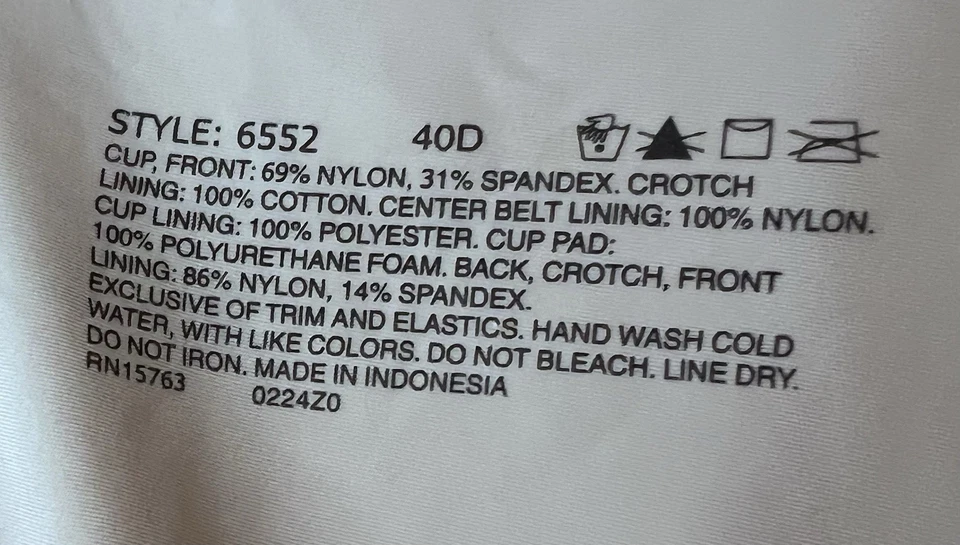 STYLE: 6552 40D
CUP, FRONT: 69% NYLON, 31% SPANDEX. CROTCH
LINING: 100% COTTON. CENTER BELT LINING: 100% NYLON.
CUP LINING: 100% POLYESTER. CUP PAD:
100% POLYURETHANE FOAM. BACK, CROTCH, FRONT
LINING: 86% NYLON, 14% SPANDEX.
EXCLUSIVE OF TRIM AND ELASTICS. HAND WASH COLD
WATER, WITH LIKE COLORS. DO NOT BLEACH. LINE DRY.
DO NOT IRON. MADE IN INDONESIA
RN15763 0224Z0